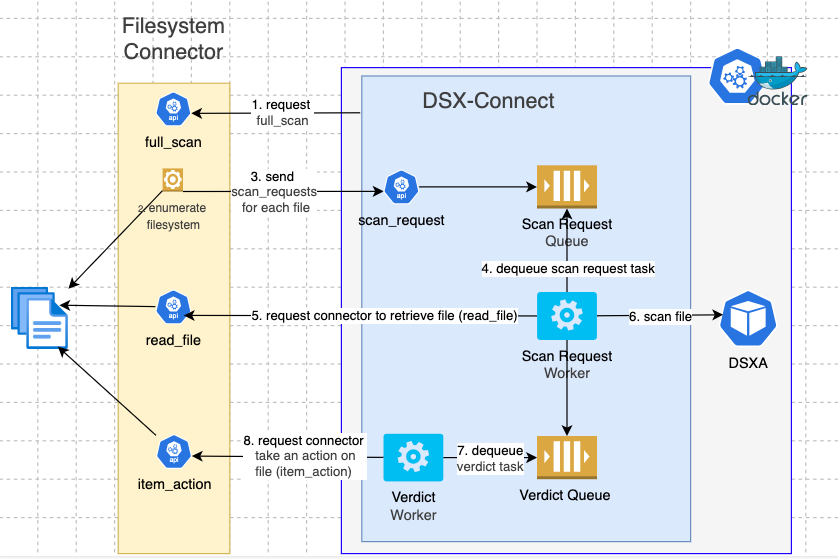 Filesystem
Connector
docker
DSX-Connect
1. request
full_scan
api
full_scan
2. enumerate
filesystem
3. send
scan_requests
for each file
api
scan_request
Scan Request
Queue
4. dequeue scan request task
api
read_file
5. request connector to retrieve file (read_file)
6. scan file
Scan Request
Worker
DSXA
api
item_action
8. request connector
take an action on
file (item_action)
7. dequeue
verdict task
Verdict
Worker
Verdict Queue